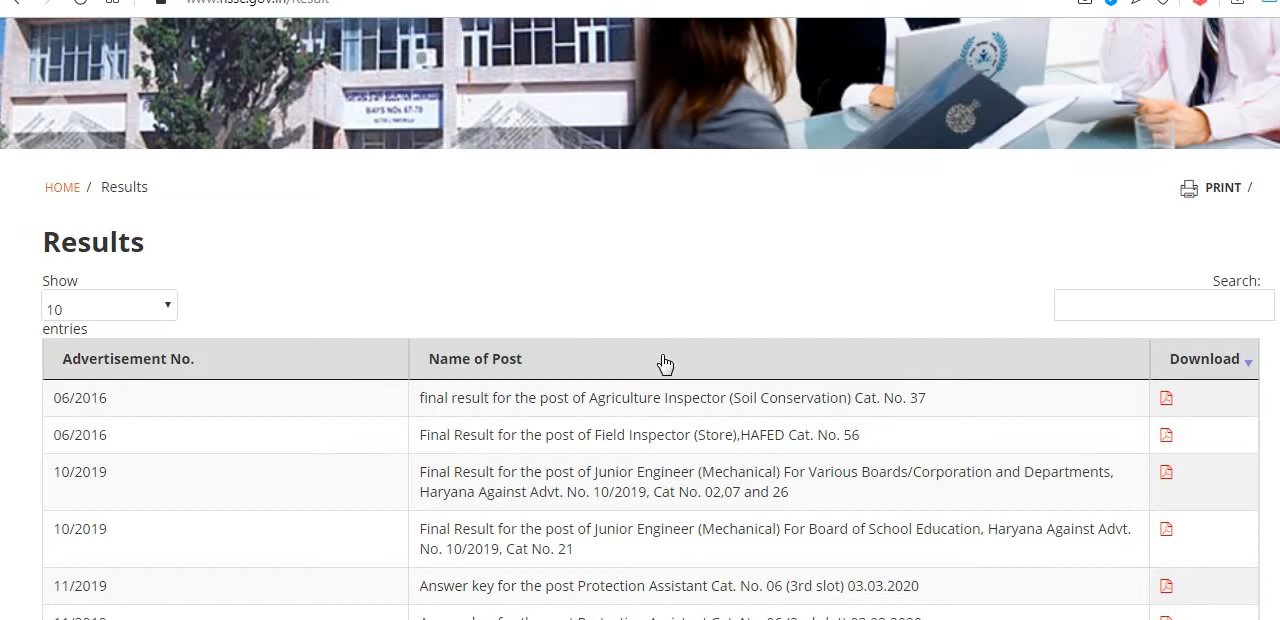 HOME / Results
PRINT /
Results
Show
Search:
10
entries
Advertisement No. Name of Post Download
06/2016 final result for the post of Agriculture Inspector (Soil Conservation) Cat. No. 37
06/2016 Final Result for the post of Field Inspector (Store),HAFED Cat. No. 56
10/2019 Final Result for the post of Junior Engineer (Mechanical) For Various Boards/Corporation and Departments,
Haryana Against Advt. No. 10/2019, Cat No. 02,07 and 26
10/2019 Final Result for the post of Junior Engineer (Mechanical) For Board of School Education, Haryana Against Advt.
No. 10/2019, Cat No. 21
11/2019 Answer key for the post Protection Assistant Cat. No. 06 (3rd slot) 03.03.2020